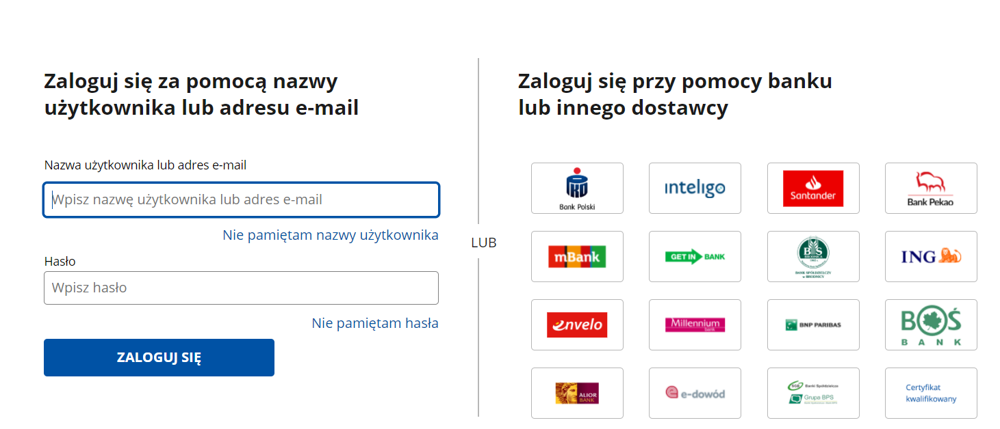 Zaloguj się za pomocą nazwy
użytkownika lub adresu e-mail
Nazwa użytkownika lub adres e-mail
Wpisz nazwę użytkownika lub adres e-mail
Nie pamiętam nazwy użytkownika
Hasło
Wpisz hasło
Nie pamiętam hasła
ZALOGUJ SIĘ
LUB
Zaloguj się przy pomocy banku
lub innego dostawcy
PKO
Bank Polski
inteligo
Santander
Bank Pekao
mBank
GET IN BANK
BS
BRODNICA
BANK SPÓŁDZIELCZY
w BRODNICY
ING
envelo
Millennium
bank
BNP PARIBAS
BOŚ
BANK
ALIOR
BANK
e-dowód
SGB Banki Spółdzielcze
Grupa BPS
Certyfikat
kwalifikowany